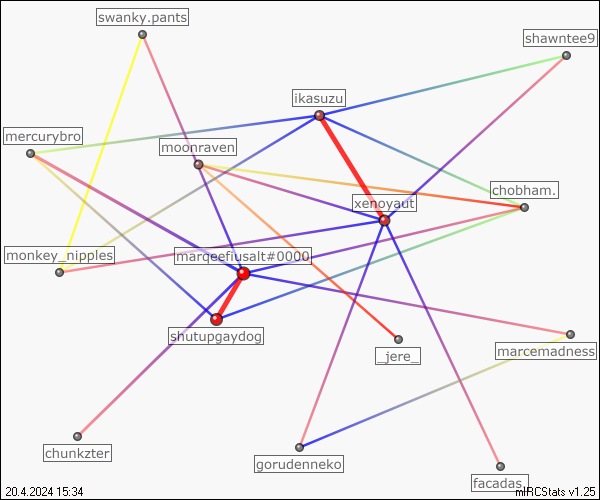 swanky.pants
shawntee9
ikasuzu
mercurybro
moonraven
chobham.
xenoyaut
monkey_nipples
marqeefiusalt#0000
shutupgaydog
_jere_
marcemadness
chunkzter
gorudenneko
facadas.
20.4.2024 15:34
mIRCStats v1.25